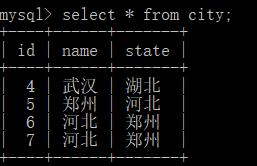 mysql> select * from city;
+----+------+-------+
| id | name | state |
+----+------+-------+
| 4 | 武汉 | 湖北 |
| 5 | 郑州 | 河北 |
| 6 | 河北 | 郑州 |
| 7 | 河北 | 郑州 |
+----+------+-------+